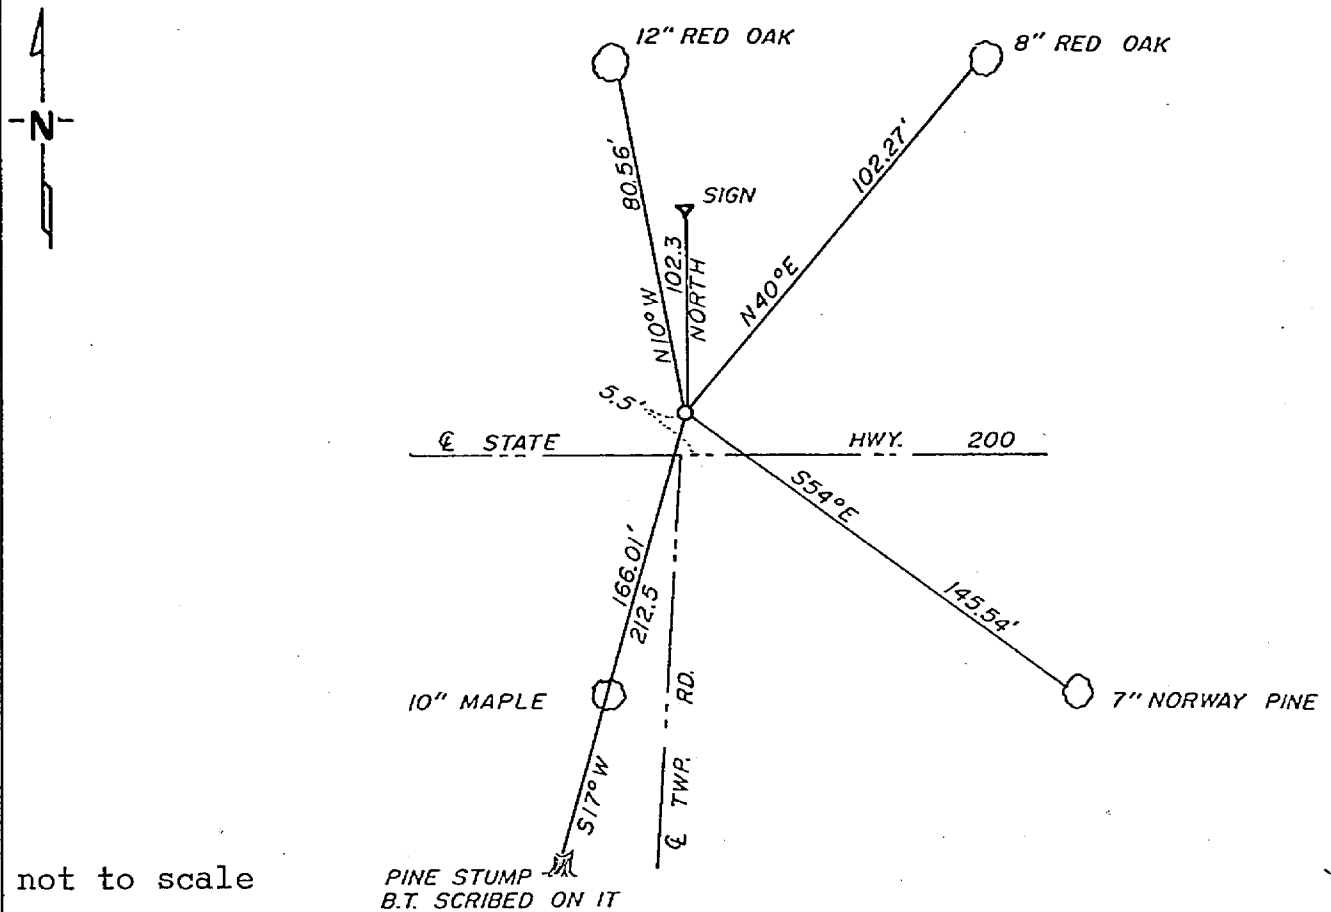 12" RED OAK
8" RED OAK
N
80.56'
102.27'
SIGN
102.3
NORTH
N10°W
N40°E
5.5'
℄ STATE HWY. 200
S54°E
166.01'
212.5
145.54'
10" MAPLE
7" NORWAY PINE
℄ TWP. RD.
S17°W
not to scale
PINE STUMP
B.T. SCRIBED ON IT